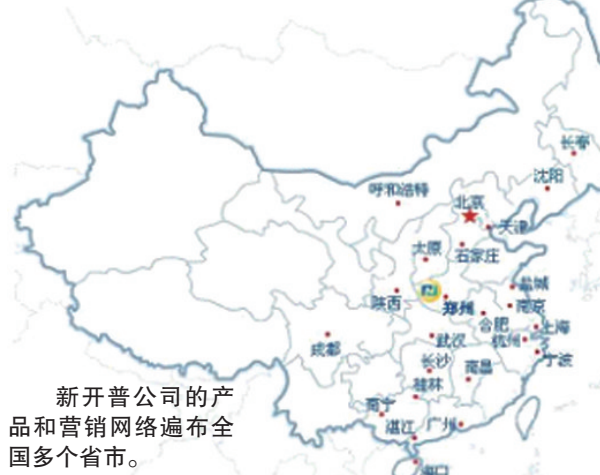 长春
沈阳
呼和浩特
北京
天津
太原
石家庄
盐城
陕西
郑州
南京
合肥
上海
杭州
武汉
宁波
成都
长沙
南昌
桂林
南宁
湛江
广州
海口
新开普公司的产
品和营销网络遍布全
国多个省市。